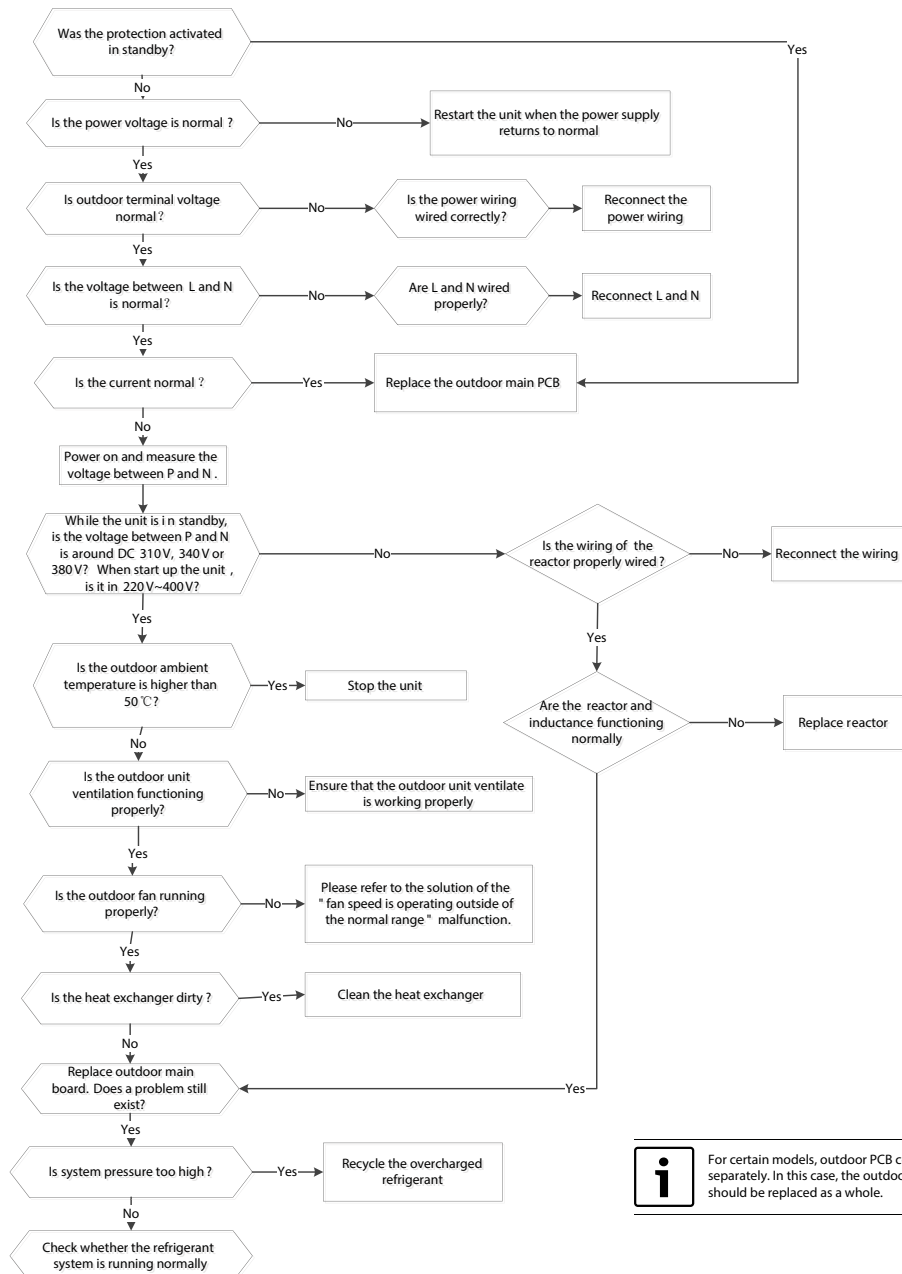 Was the protection activated
in standby?
Yes
No
Is the power voltage is normal ?
No
Restart the unit when the power supply
returns to normal
Yes
Is outdoor terminal voltage
normal?
No
Is the power wiring
wired correctly?
Reconnect the
power wiring
Yes
Is the voltage between L and N
is normal?
No
Are L and N wired
properly?
Reconnect L and N
Yes
Is the current normal ?
Yes
Replace the outdoor main PCB
No
Power on and measure the
voltage between P and N .
While the unit is in standby,
is the voltage between P and N
is around DC 310V, 340V or
380V? When start up the unit ,
is it in 220V~400V?
No
Is the wiring of the
reactor properly wired ?
No
Reconnect the wiring
Yes
Yes
Is the outdoor ambient
temperature is higher than
50℃?
Yes
Stop the unit
Are the reactor and
inductance functioning
normally
No
Replace reactor
No
Is the outdoor unit
ventilation functioning
properly?
No
Ensure that the outdoor unit ventilate
is working properly
Yes
Is the outdoor fan running
properly?
No
Please refer to the solution of the
" fan speed is operating outside of
the normal range " malfunction.
Yes
Is the heat exchanger dirty ?
Yes
Clean the heat exchanger
No
Replace outdoor main
board. Does a problem still
exist?
Yes
Yes
Is system pressure too high ?
Yes
Recycle the overcharged
refrigerant
No
Check whether the refrigerant
system is running normally
i
For certain models, outdoor PCB c
separately. In this case, the outdoo
should be replaced as a whole.